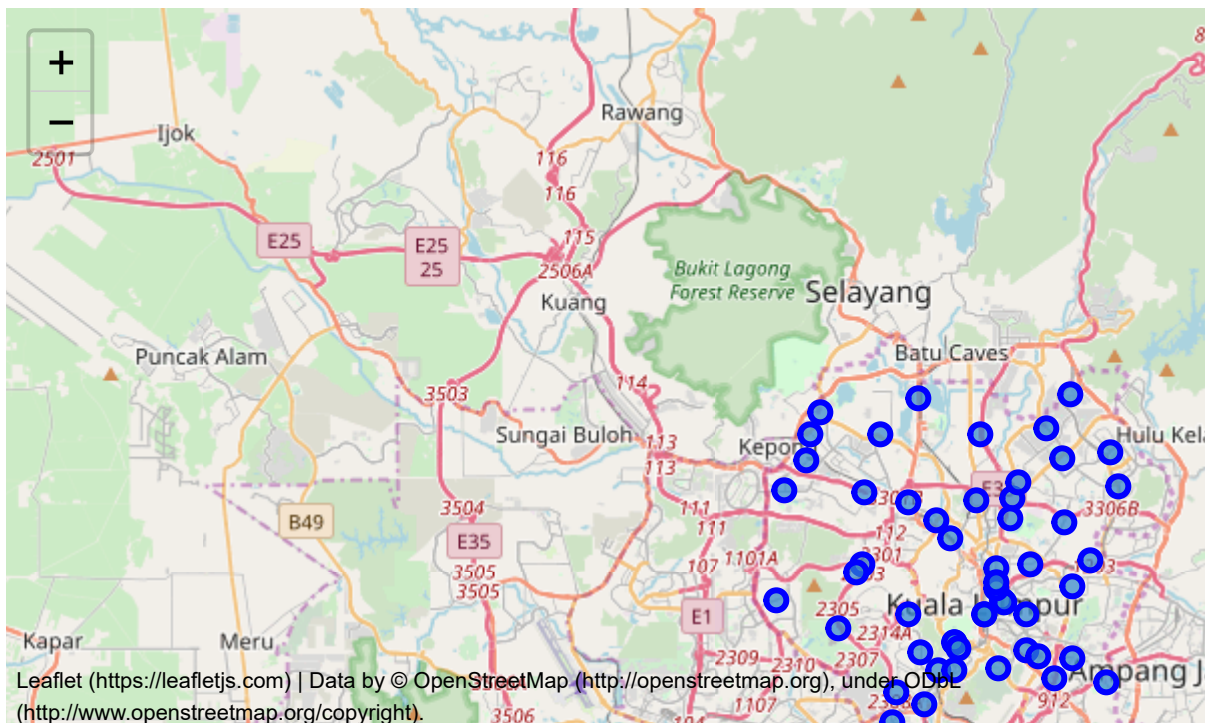 +
−
Rawang
Ijok
2501
116
116
115
E25
E25
25
2506A
Bukit Lagong
Forest Reserve
Selayang
Kuang
Puncak Alam
Batu Caves
3503
114
Sungai Buloh
113
Kepon
Hulu Kela
113
3504
111
3306B
B49
111
112
E35
1101A
3505
107
3505
E1
2305
Kuala Lumpur
Kapar
Meru
2314A
2309
2310
2307
Ampang J
Leaflet (https://leafletjs.com) | Data by © OpenStreetMap (http://openstreetmap.org), under ODbL
(http://www.openstreetmap.org/copyright).
912
1107
3506